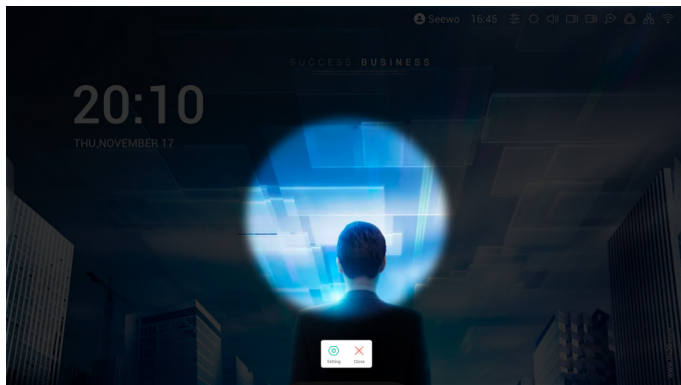 Seewo 16:45
SUCCESS BUSINESS
20:10
THU,NOVEMBER 17
Setting Close